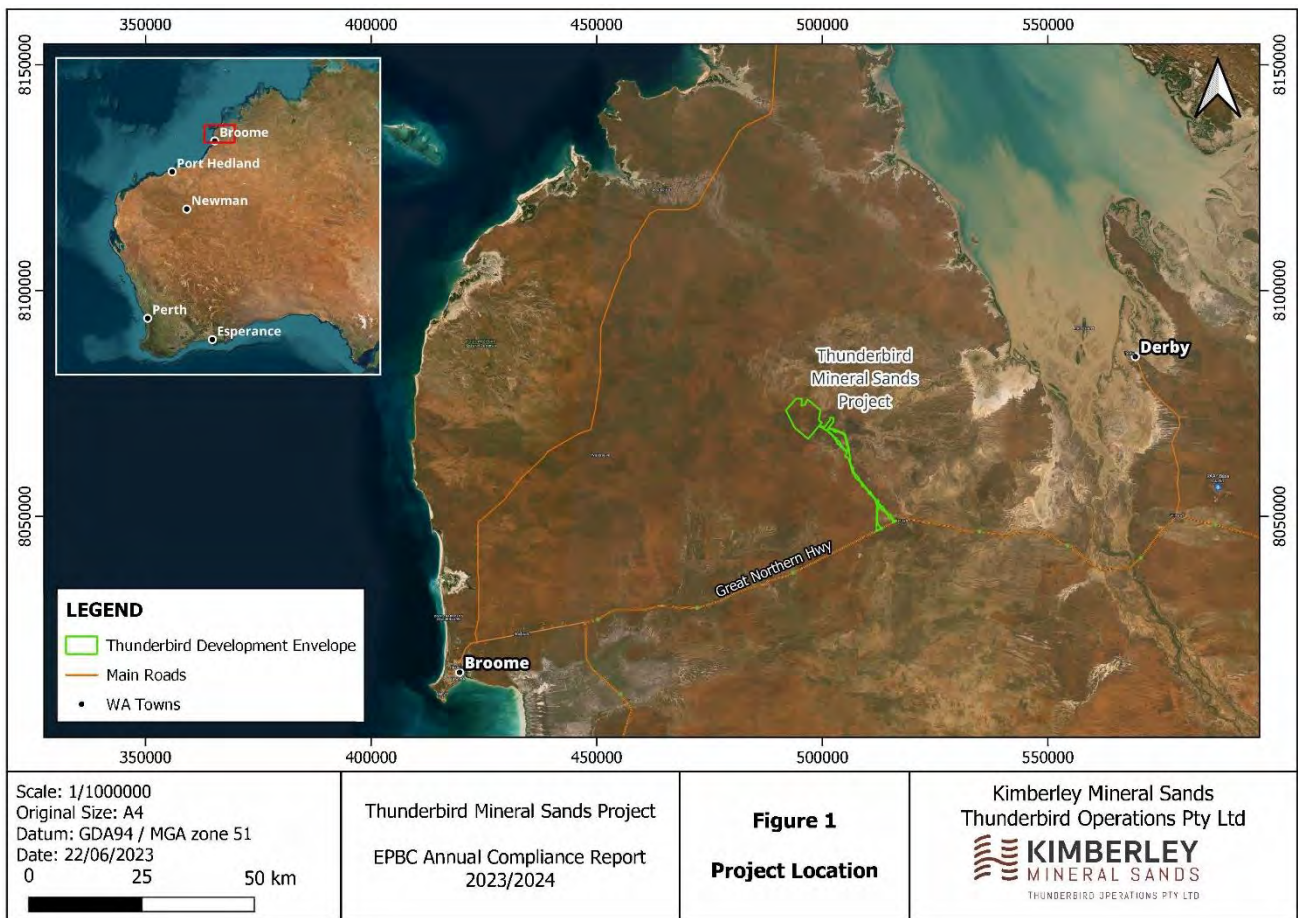 350000
400000
450000
500000
550000
8150000
8150000
Broome
Port Hedland
Newman
Perth
Esperance
8100000
8100000
Derby
Thunderbird
Mineral Sands
Project
8050000
8050000
Great Northern Hwy
Broome
LEGEND
Thunderbird Development Envelope
Main Roads
WA Towns
350000
400000
450000
500000
550000
Scale: 1/1000000
Original Size: A4
Datum: GDA94 / MGA zone 51
Date: 22/06/2023
0 25 50 km
Thunderbird Mineral Sands Project
EPBC Annual Compliance Report
2023/2024
Figure 1
Project Location
Kimberley Mineral Sands
Thunderbird Operations Pty Ltd
KIMBERLEY
MINERAL SANDS
THUNDERBIRD OPERATIONS PTY LTD